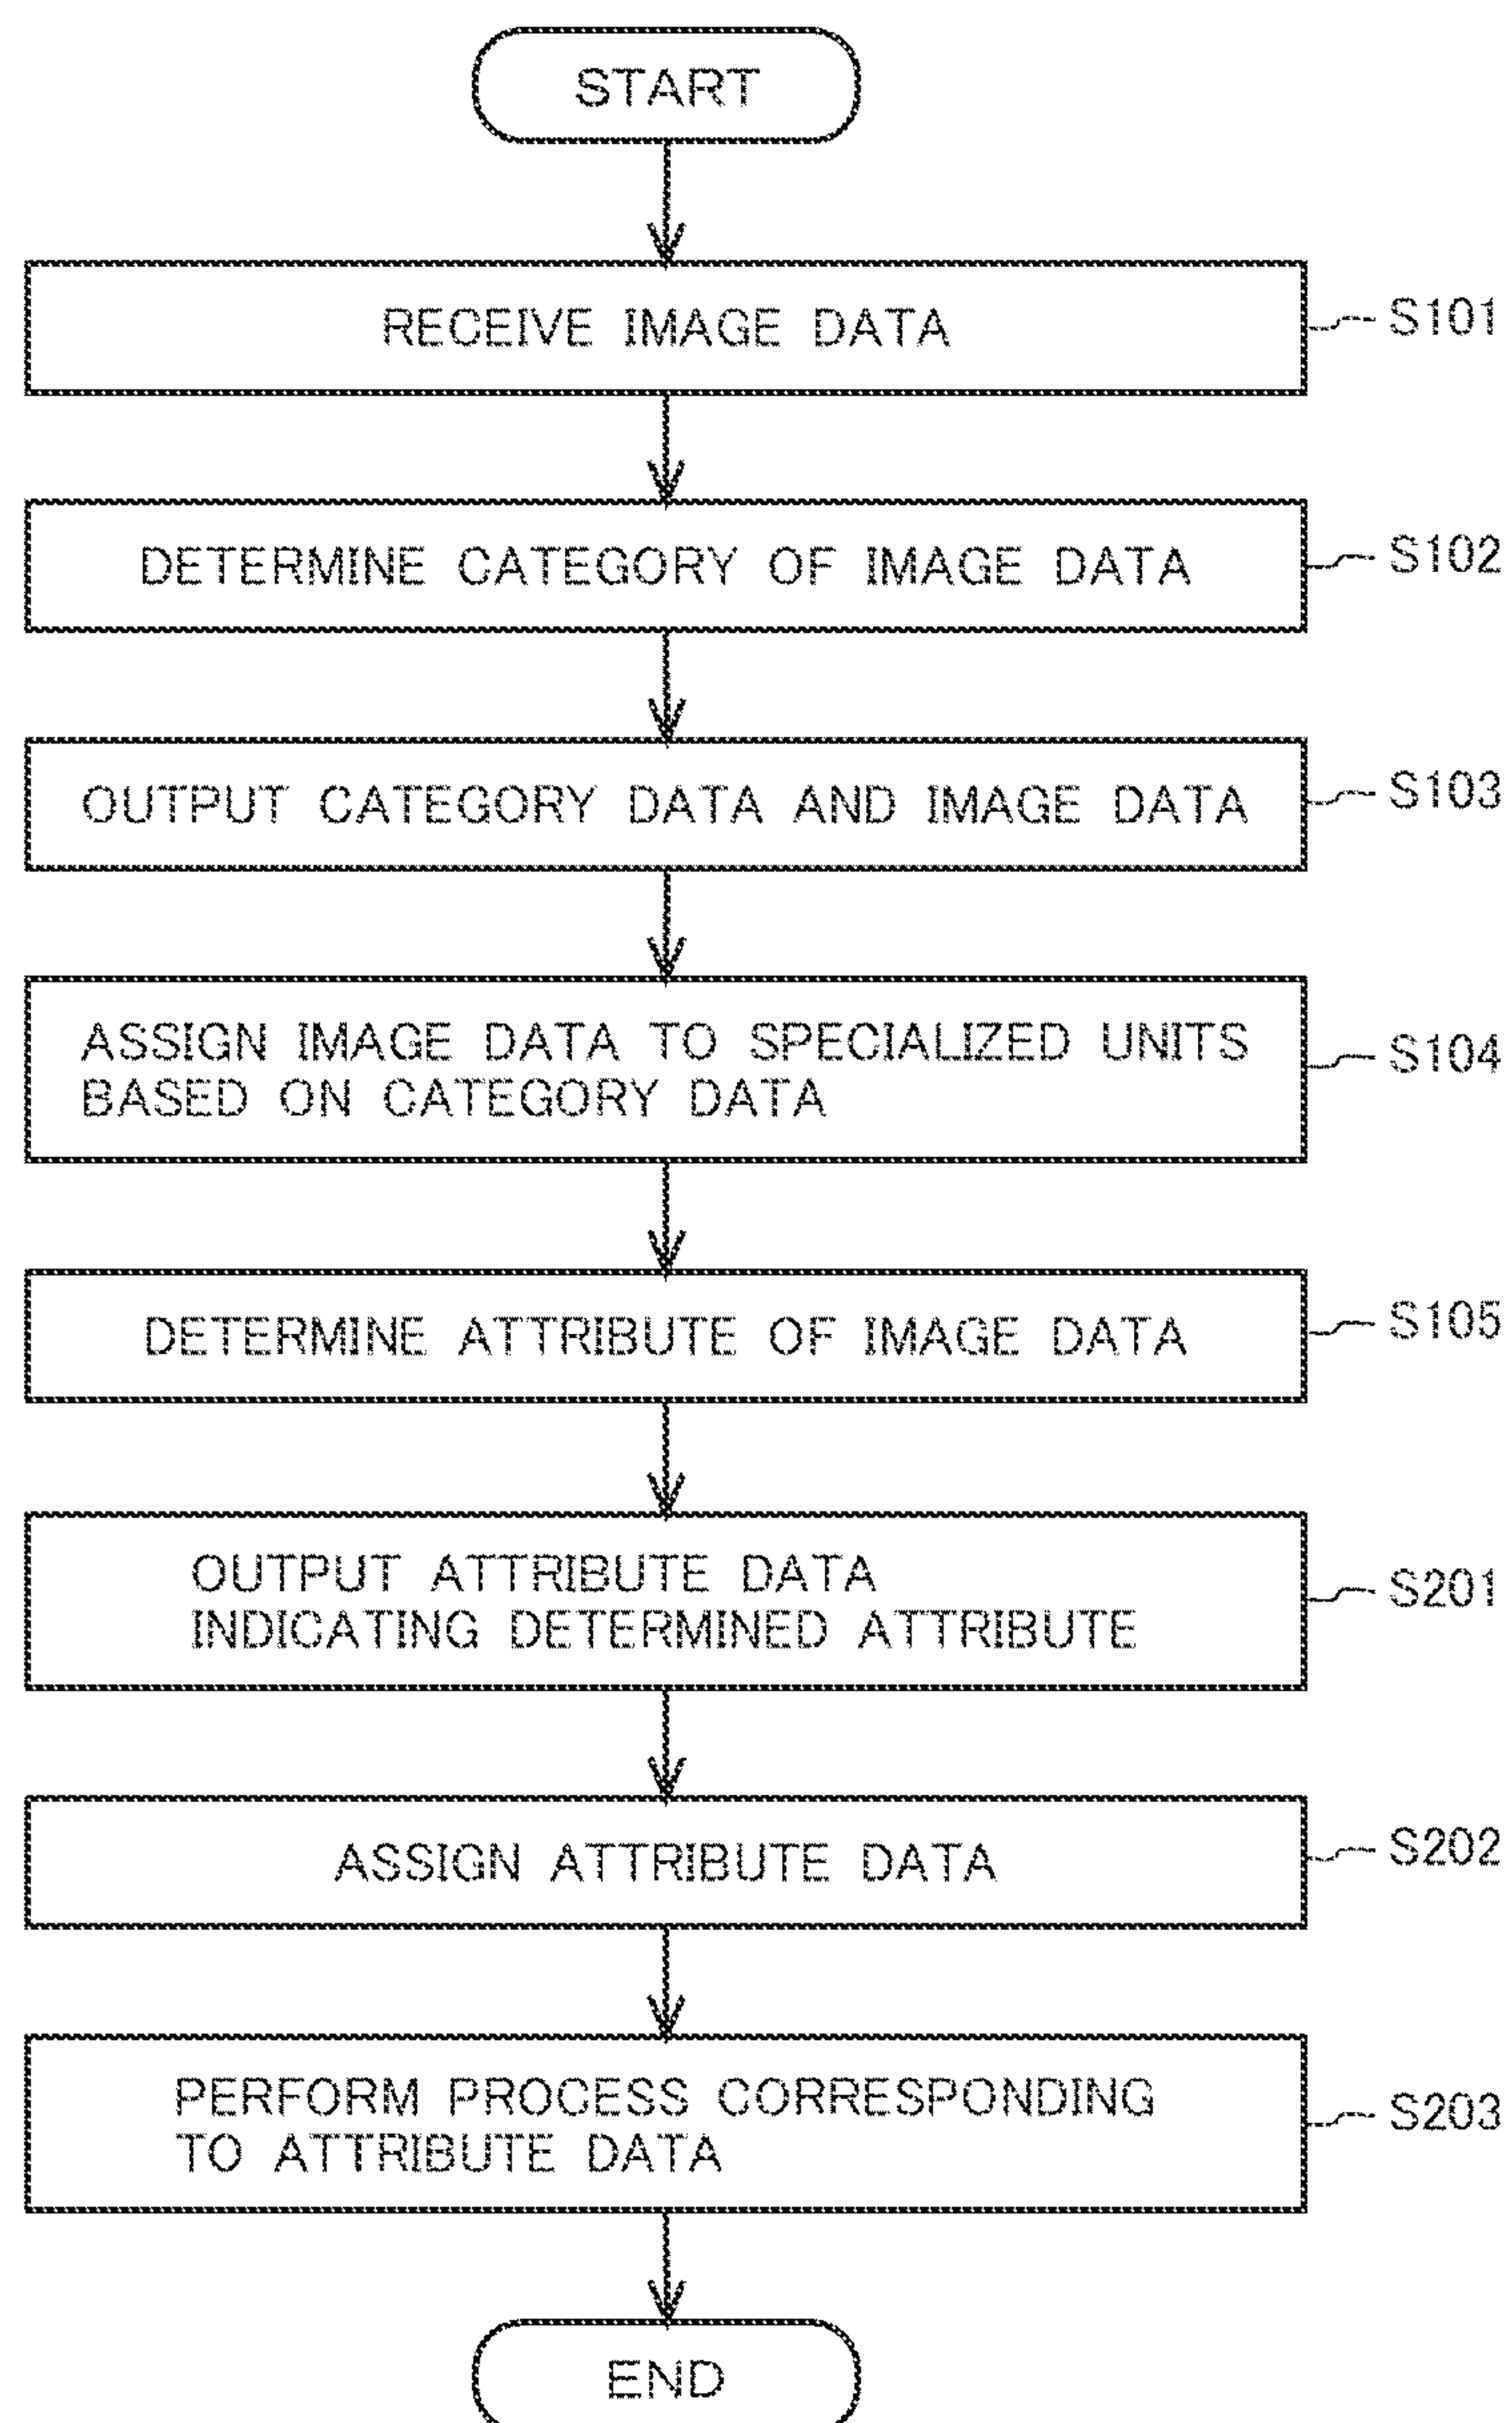 START
RECEIVE IMAGE DATA
S101
DETERMINE CATEGORY OF IMAGE DATA
S102
OUTPUT CATEGORY DATA AND IMAGE DATA
S103
ASSIGN IMAGE DATA TO SPECIALIZED UNITS
BASED ON CATEGORY DATA
S104
DETERMINE ATTRIBUTE OF IMAGE DATA
S105
OUTPUT ATTRIBUTE DATA
INDICATING DETERMINED ATTRIBUTE
S201
ASSIGN ATTRIBUTE DATA
S202
PERFORM PROCESS CORRESPONDING
TO ATTRIBUTE DATA
S203
END